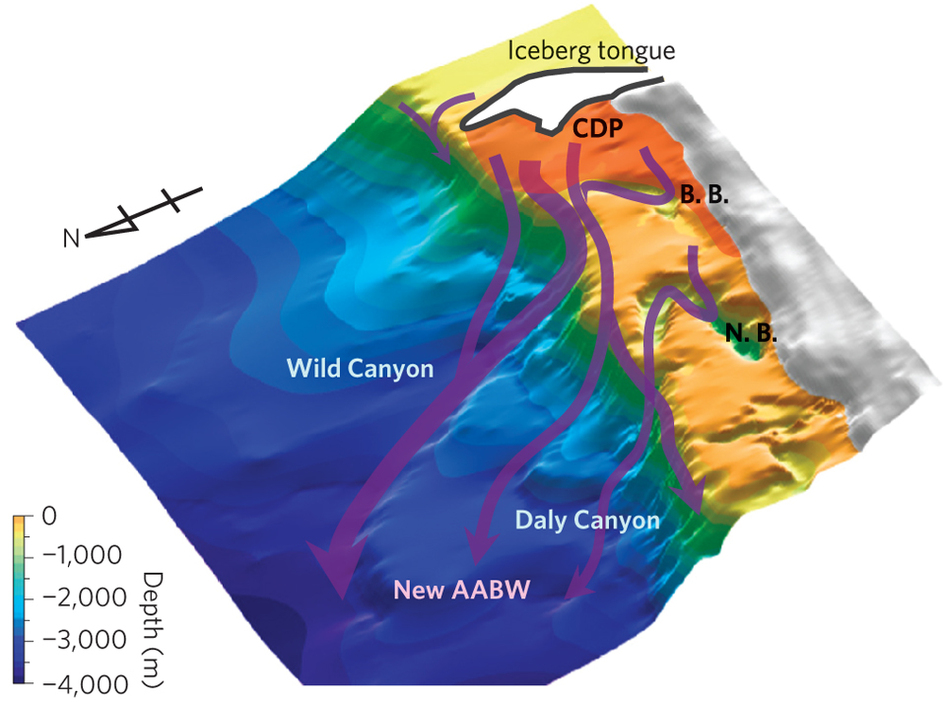 Iceberg tongue
CDP
B. B.
N
N. B.
Wild Canyon
Daly Canyon
New AABW
0
−1,000
−2,000
−3,000
−4,000
Depth (m)